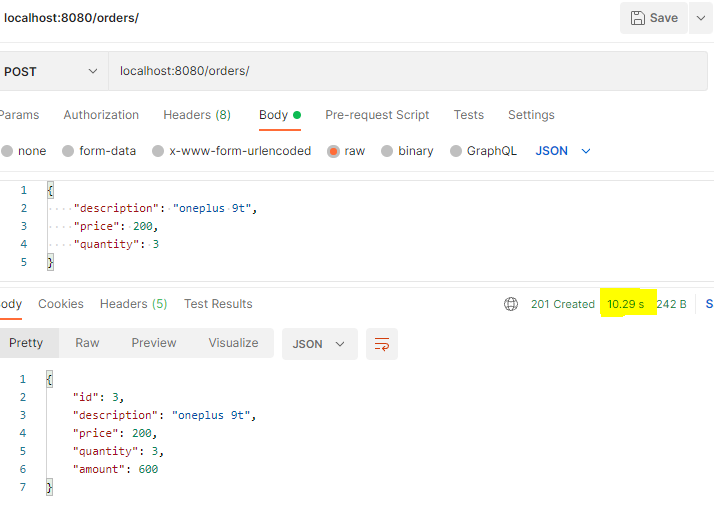 localhost:8080/orders/
Save
POST
localhost:8080/orders/
Params Authorization Headers (8) Body Pre-request Script Tests Settings
none form-data x-www-form-urlencoded raw binary GraphQL JSON
1 {
2 "description": "oneplus 9t",
3 "price": 200,
4 "quantity": 3
5 }
ody Cookies Headers (5) Test Results 201 Created 10.29 s 242 B S
Pretty Raw Preview Visualize JSON
1 {
2 "id": 3,
3 "description": "oneplus 9t",
4 "price": 200,
5 "quantity": 3,
6 "amount": 600
7 }